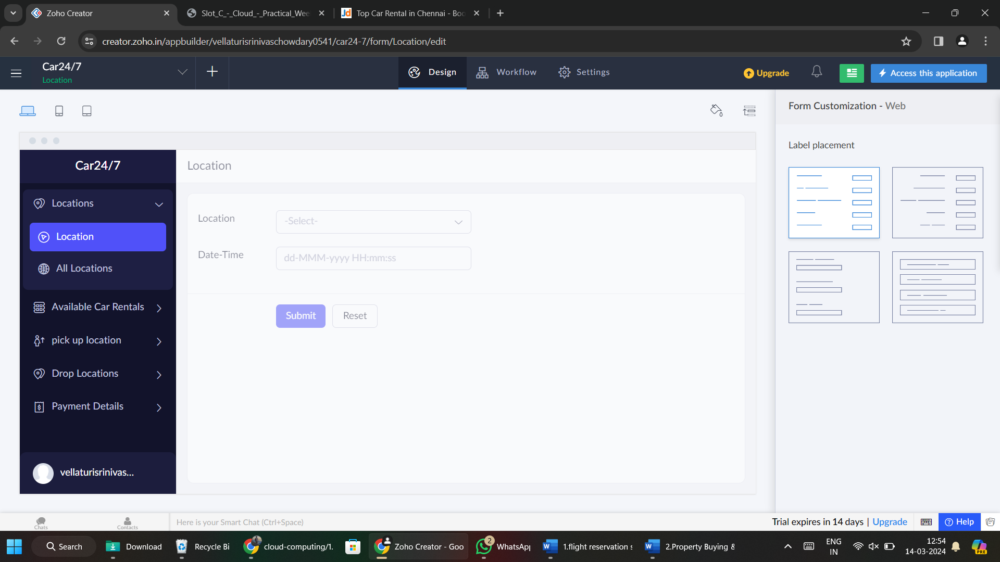 Zoho Creator
Slot_C_-_Cloud_-_Practical_Wee
Top Car Rental in Chennai - Boo
creator.zoho.in/appbuilder/vellaturisrinivaschowdary0541/car24-7/form/Location/edit
Car24/7
Location
Design
Workflow
Settings
Upgrade
Access this application
Form Customization - Web
Label placement
Car24/7
Locations
Location
All Locations
Available Car Rentals
pick up location
Drop Locations
Payment Details
vellaturisrinivas...
Location
Location
-Select-
Date-Time
dd-MMM-yyyy HH:mm:ss
Submit
Reset
Chats
Contacts
Here is your Smart Chat (Ctrl+Space)
Trial expires in 14 days | Upgrade
Help
Search
Download
Recycle Bi
cloud-computing/1.
Zoho Creator - Goo
2
WhatsApp
1.flight reservation s
2.Property Buying &
ENG
IN
12:54
14-03-2024
PRE